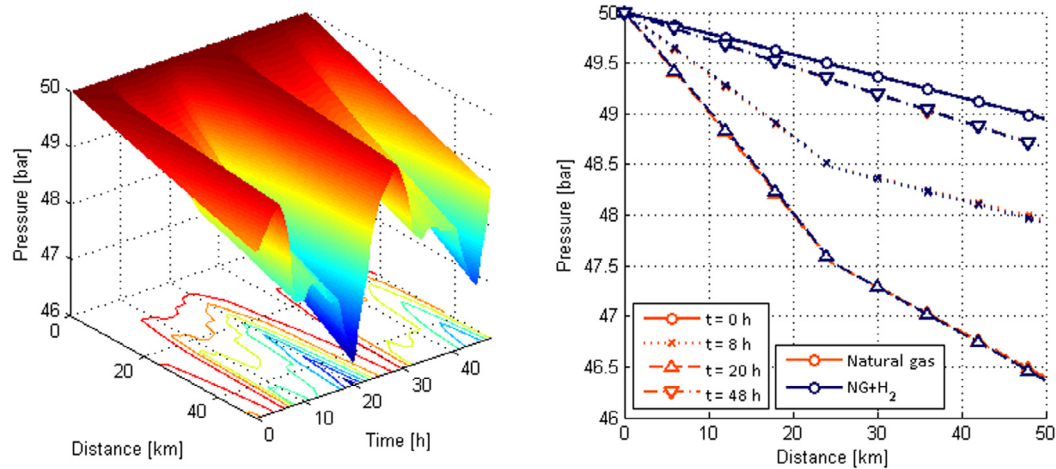 50
49
48
47
46
Pressure [bar]
0
20
40
Distance [km]
0
10
20
30
40
Time [h]
50
49.5
49
48.5
48
47.5
47
46.5
46
Pressure [bar]
t = 0 h
t = 8 h
t = 20 h
t = 48 h
Natural gas
NG+H₂
0
10
20
30
40
50
Distance [km]